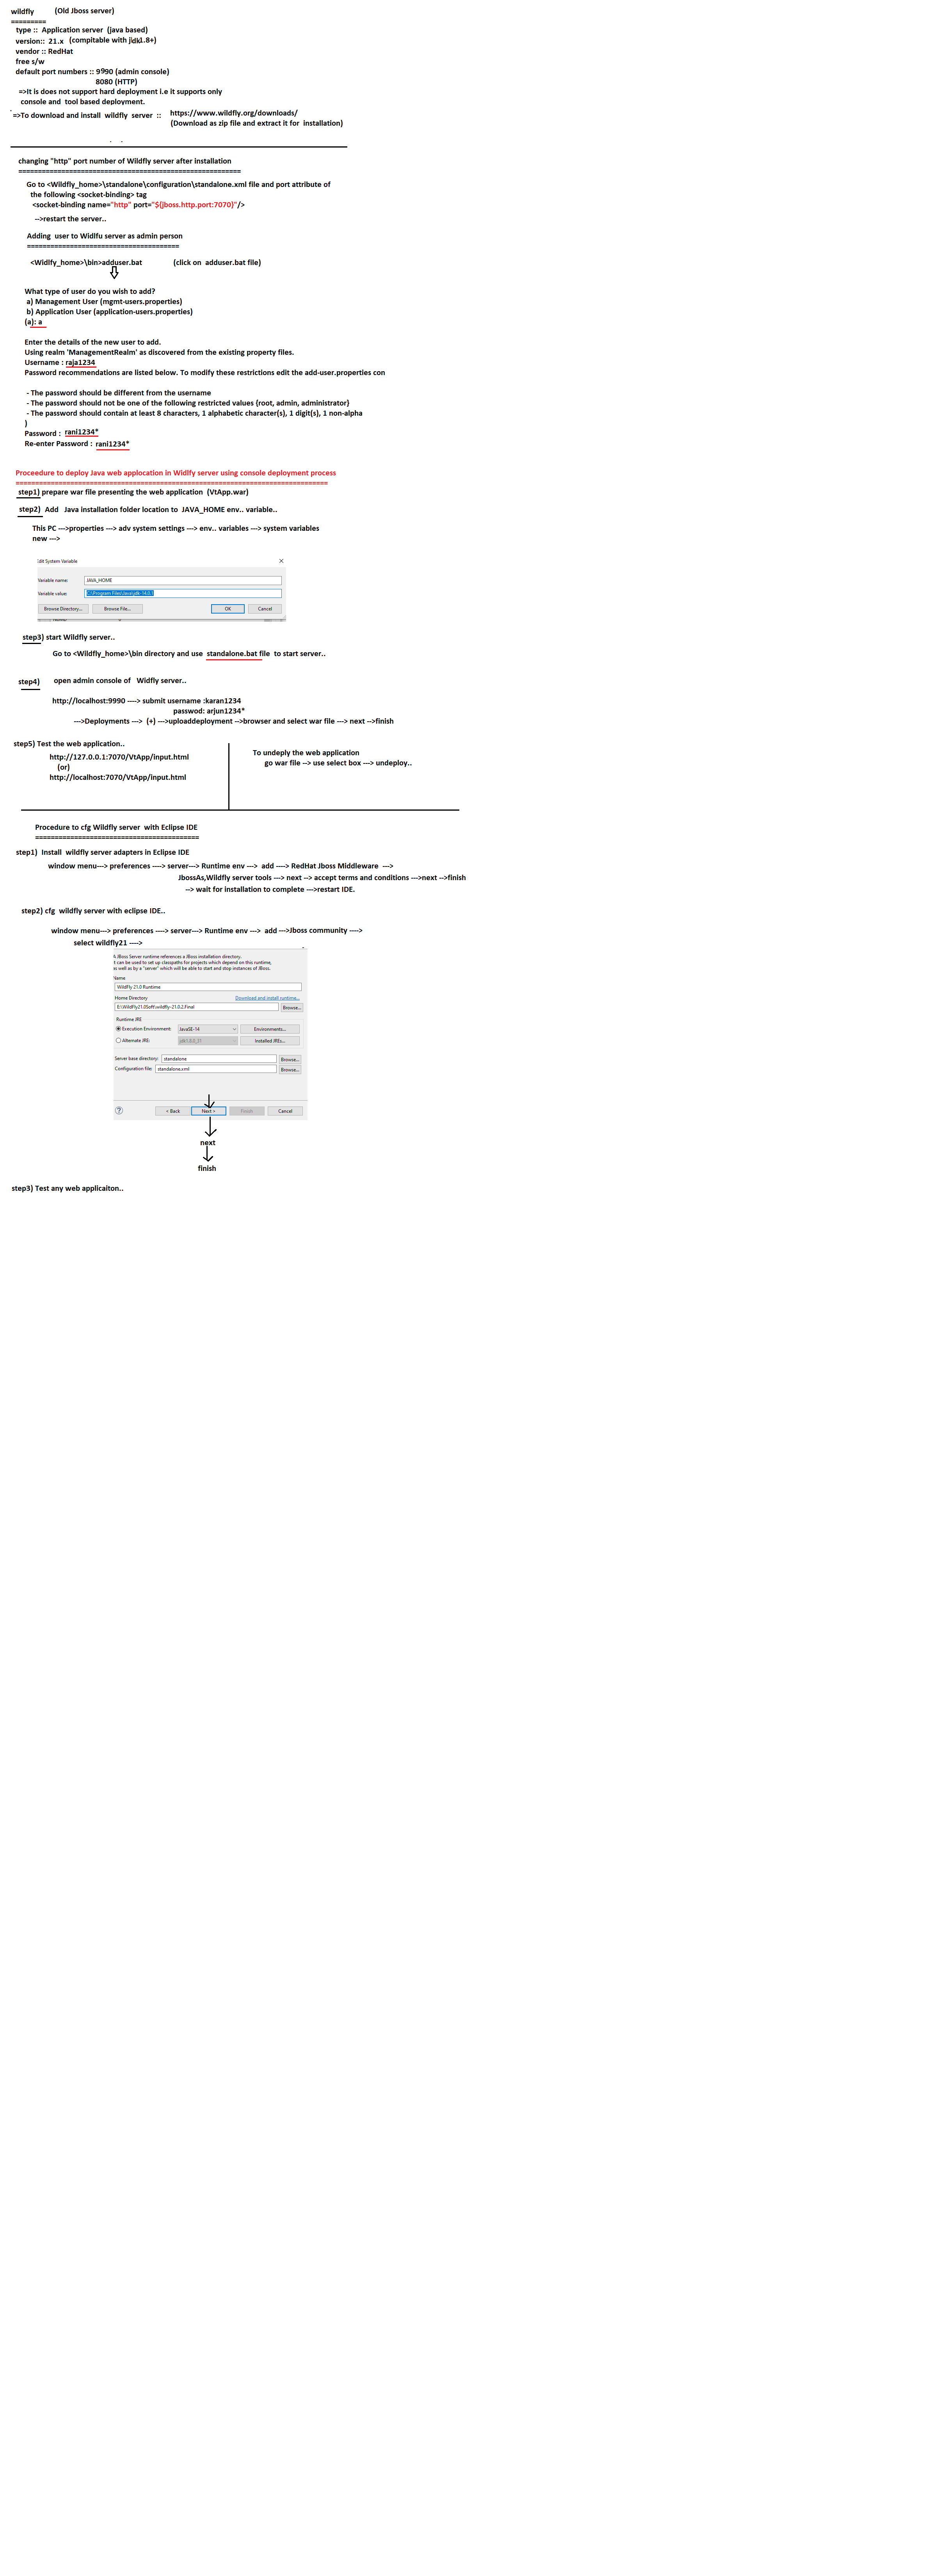 wildfly (Old Jboss server)
=========
type :: Application server (java based)
version:: 21.x (compitable with jdk1.8+)
vendor :: RedHat
free s/w
default port numbers :: 9990 (admin console)
8080 (HTTP)
=>It is does not support hard deployment i.e it supports only
console and tool based deployment.
=>To download and install wildfly server :: https://www.wildfly.org/downloads/
(Download as zip file and extract it for installation)
changing "http" port number of Wildfly server after installation
=========================================================
Go to <Wildfly_home>\standalone\configuration\standalone.xml file and port attribute of
the following <socket-binding> tag
<socket-binding name="http" port="${jboss.http.port:7070}"/>
-->restart the server..
Adding user to Widlfu server as admin person
=======================================
<Widlfy_home>\bin>adduser.bat (click on adduser.bat file)
What type of user do you wish to add?
a) Management User (mgmt-users.properties)
b) Application User (application-users.properties)
(a): a
Enter the details of the new user to add.
Using realm 'ManagementRealm' as discovered from the existing property files.
Username : raja1234
Password recommendations are listed below. To modify these restrictions edit the add-user.properties con
- The password should be different from the username
- The password should not be one of the following restricted values {root, admin, administrator}
- The password should contain at least 8 characters, 1 alphabetic character(s), 1 digit(s), 1 non-alpha
)
Password : rani1234*
Re-enter Password : rani1234*
Proceedure to deploy Java web applocation in Widlfy server using console deployment process
================================================================================
step1) prepare war file presenting the web application (VtApp.war)
step2) Add Java installation folder location to JAVA_HOME env.. variable..
This PC --->properties ---> adv system settings ---> env.. variables ---> system variables
new --->
Edit System Variable
Variable name: JAVA_HOME
Variable value: C:\Program Files\Java\jdk-14.0.1
Browse Directory... Browse File... OK Cancel
step3) start Wildfly server..
Go to <Wildfly_home>\bin directory and use standalone.bat file to start server..
step4) open admin console of Widfly server..
http://localhost:9990 ----> submit username :karan1234
passwod: arjun1234*
--->Deployments ---> (+) --->uploaddeployment -->browser and select war file ---> next -->finish
step5) Test the web application..
http://127.0.0.1:7070/VtApp/input.html
(or)
http://localhost:7070/VtApp/input.html
To undeply the web application
go war file --> use select box ---> undeploy..
Procedure to cfg Wildfly server with Eclipse IDE
==========================================
step1) Install wildfly server adapters in Eclipse IDE
window menu---> preferences ----> server---> Runtime env ---> add ----> RedHat Jboss Middleware --->
JbossAs,Wildfly server tools ---> next --> accept terms and conditions --->next -->finish
--> wait for installation to complete --->restart IDE.
step2) cfg wildfly server with eclipse IDE..
window menu---> preferences ----> server---> Runtime env ---> add --->Jboss community ---->
select wildfly21 ---->
A JBoss Server runtime references a JBoss installation directory.
t can be used to set up classpaths for projects which depend on this runtime,
as well as by a "server" which will be able to start and stop instances of JBoss.
Name
WildFly 21.0 Runtime
Home Directory Download and install runtime...
E:\WildFly21.0Soft\wildfly-21.0.2.Final Browse...
Runtime JRE
Execution Environment: JavaSE-14 Environments...
Alternate JRE: jdk1.8.0_51 Installed JREs...
Server base directory: standalone Browse...
Configuration file: standalone.xml Browse...
? < Back Next > Finish Cancel
next
finish
step3) Test any web applicaiton..